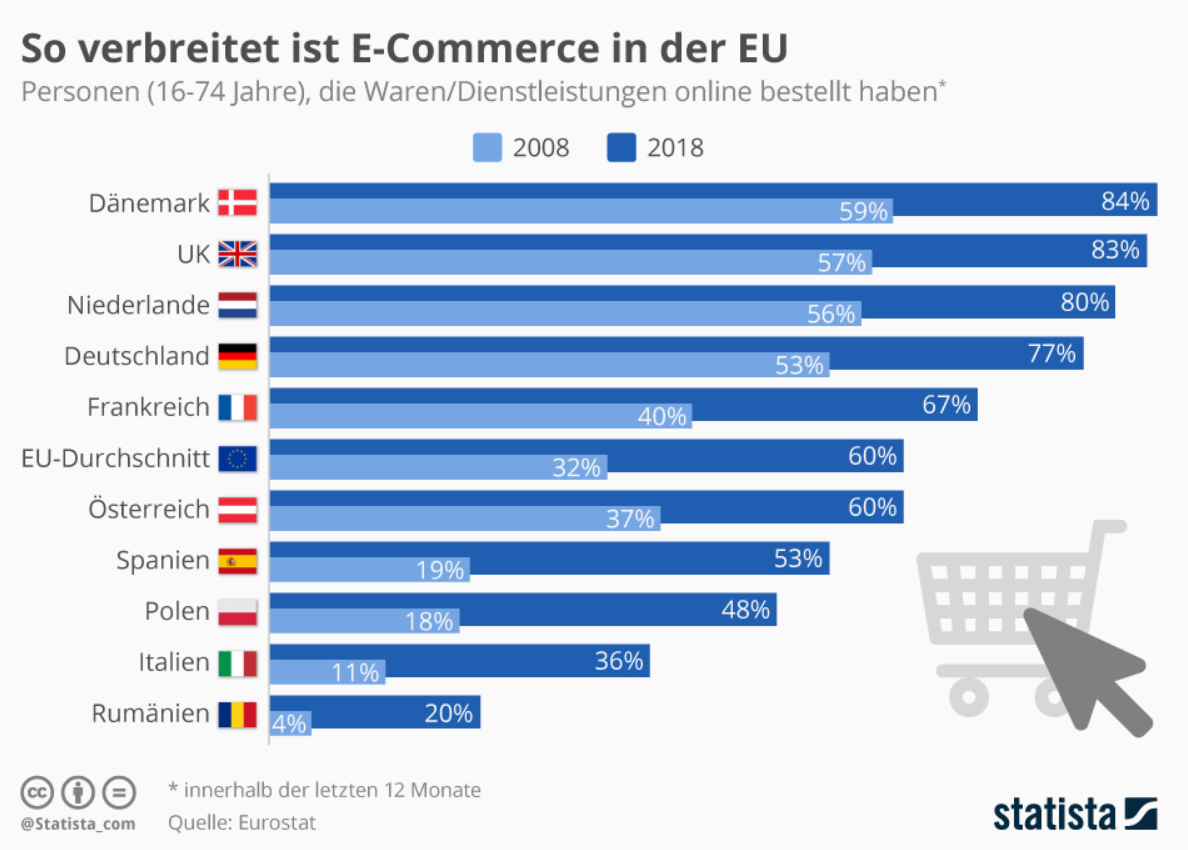 So verbreitet ist E-Commerce in der EU
Personen (16-74 Jahre), die Waren/Dienstleistungen online bestellt haben*
2008 2018
Dänemark 59% 84%
UK 57% 83%
Niederlande 56% 80%
Deutschland 53% 77%
Frankreich 40% 67%
EU-Durchschnitt 32% 60%
Österreich 37% 60%
Spanien 19% 53%
Polen 18% 48%
Italien 11% 36%
Rumänien 4% 20%
* innerhalb der letzten 12 Monate
@Statista_com Quelle: Eurostat
cc
statista